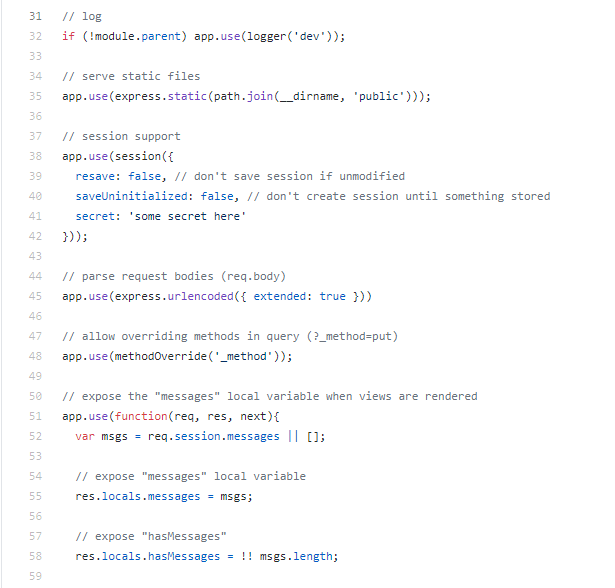 31 // log
32 if (!module.parent) app.use(logger('dev'));
33
34 // serve static files
35 app.use(express.static(path.join(__dirname, 'public')));
36
37 // session support
38 app.use(session({
39   resave: false, // don't save session if unmodified
40   saveUninitialized: false, // don't create session until something stored
41   secret: 'some secret here'
42 }));
43
44 // parse request bodies (req.body)
45 app.use(express.urlencoded({ extended: true }))
46
47 // allow overriding methods in query (?_method=put)
48 app.use(methodOverride('_method'));
49
50 // expose the "messages" local variable when views are rendered
51 app.use(function(req, res, next){
52   var msgs = req.session.messages || [];
53
54   // expose "messages" local variable
55   res.locals.messages = msgs;
56
57   // expose "hasMessages"
58   res.locals.hasMessages = !! msgs.length;
59